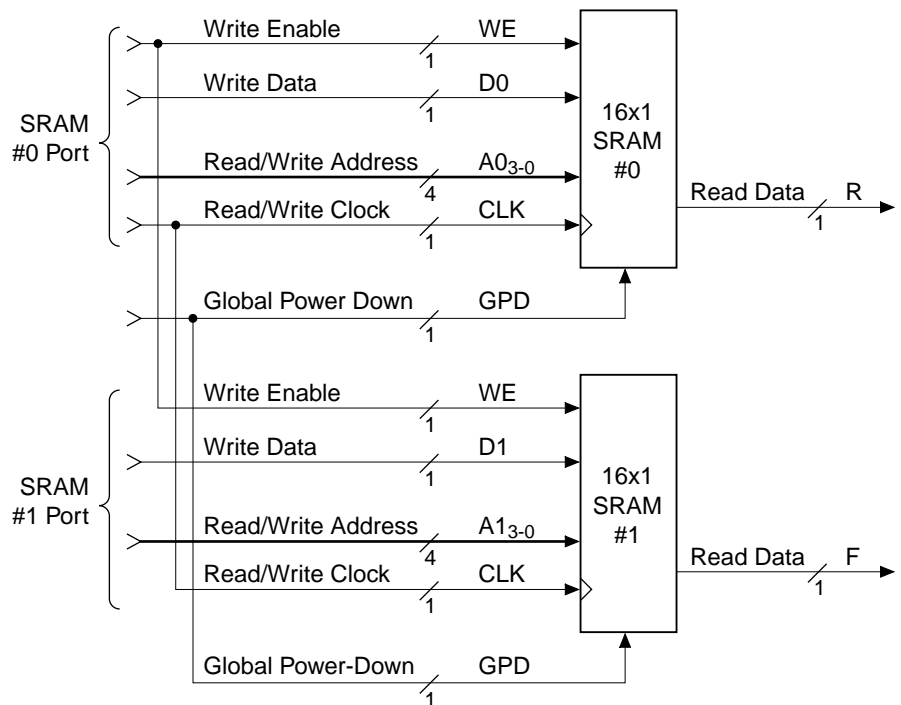 Write Enable
1
WE
Write Data
1
D0
SRAM
#0 Port
Read/Write Address
4
A03-0
Read/Write Clock
1
CLK
16x1
SRAM
#0
Read Data
1
R
Global Power Down
1
GPD
Write Enable
1
WE
Write Data
1
D1
SRAM
#1 Port
Read/Write Address
4
A13-0
Read/Write Clock
1
CLK
16x1
SRAM
#1
Read Data
1
F
Global Power-Down
1
GPD